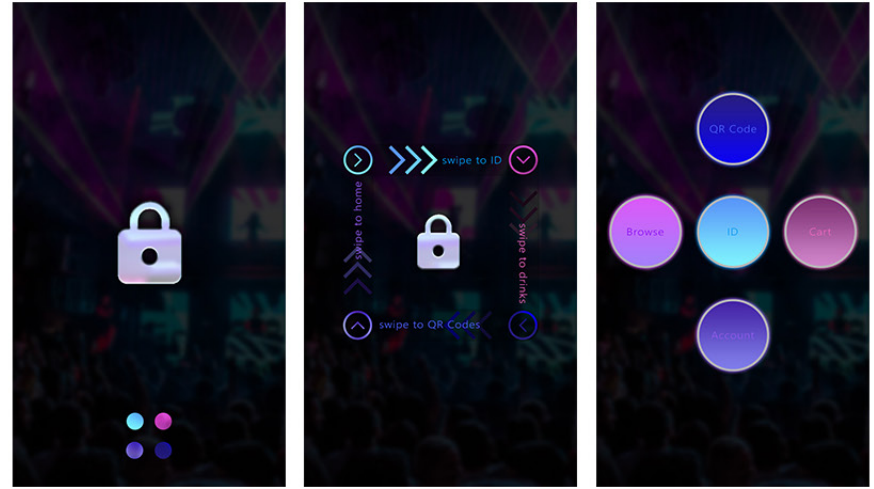 swipe to ID
swipe to home
swipe to drinks
swipe to QR Codes
QR Code
Browse
ID
Cart
Account